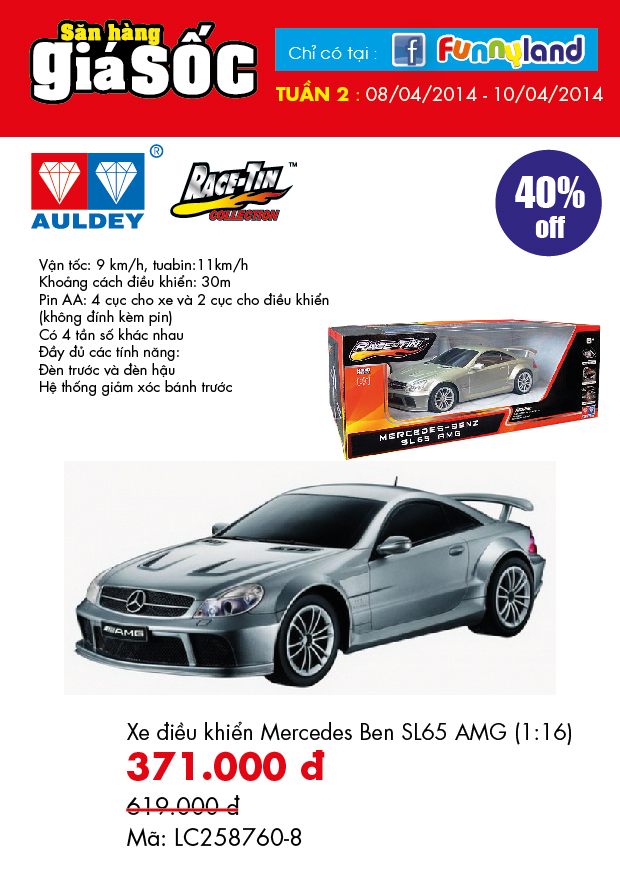 Săn hàng
giá SỐC
Chỉ có tại : f Funnyland
TUẦN 2 : 08/04/2014 - 10/04/2014
®
AULDEY
RACE-TIN ™
COLLECTION
40%
off
Vận tốc: 9 km/h, tuabin:11km/h
Khoảng cách điều khiển: 30m
Pin AA: 4 cục cho xe và 2 cục cho điều khiển
(không đính kèm pin)
Có 4 tần số khác nhau
Đầy đủ các tính năng:
Đèn trước và đèn hậu
Hệ thống giảm xóc bánh trước
RACE-TIN
MERCEDES-BENZ
SL65 AMG
AMG
Xe điều khiển Mercedes Ben SL65 AMG (1:16)
371.000 đ
619.000 đ
Mã: LC258760-8